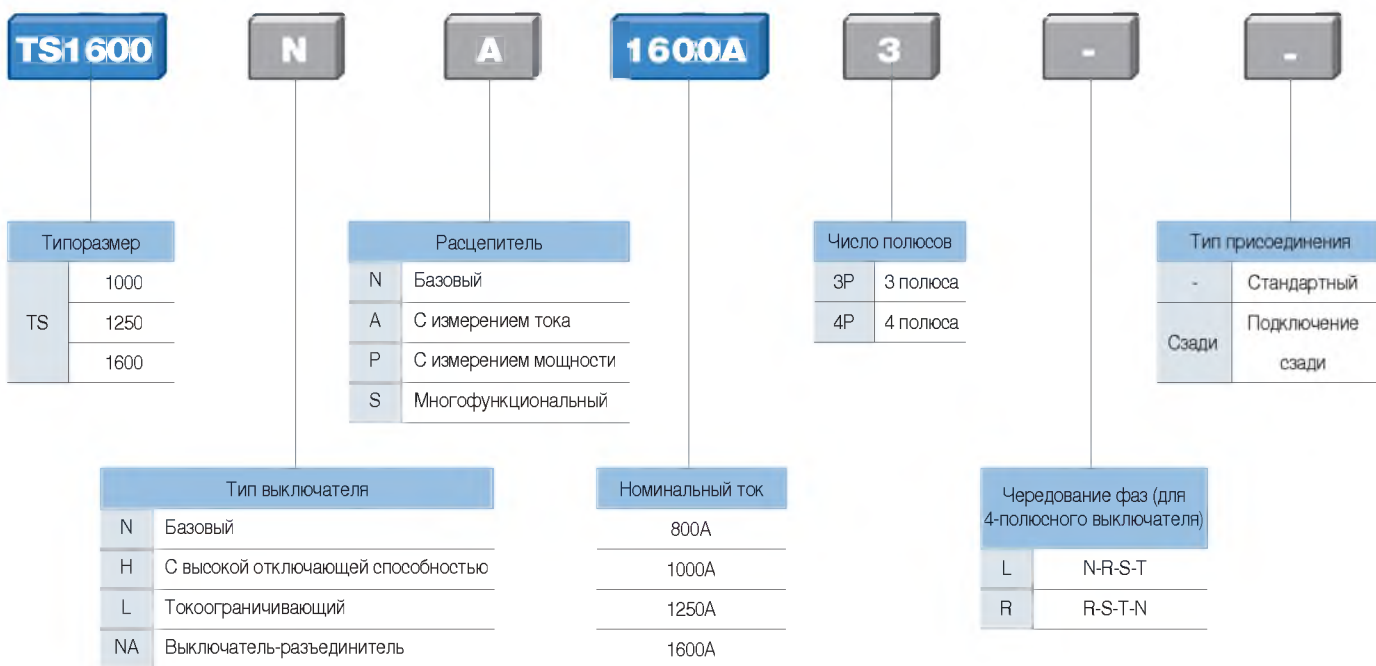 TS1600 N A 1600A 3 - -
Типоразмер
TS
1000
1250
1600
Расцепитель
N Базовый
A С измерением тока
P С измерением мощности
S Многофункциональный
Число полюсов
3P 3 полюса
4P 4 полюса
Тип присоединения
- Стандартный
Сзади Подключение
сзади
Тип выключателя
N Базовый
H С высокой отключающей способностью
L Токоограничивающий
NA Выключатель-разъединитель
Номинальный ток
800A
1000A
1250A
1600A
Чередование фаз (для
4-полюсного выключателя)
L N-R-S-T
R R-S-T-N